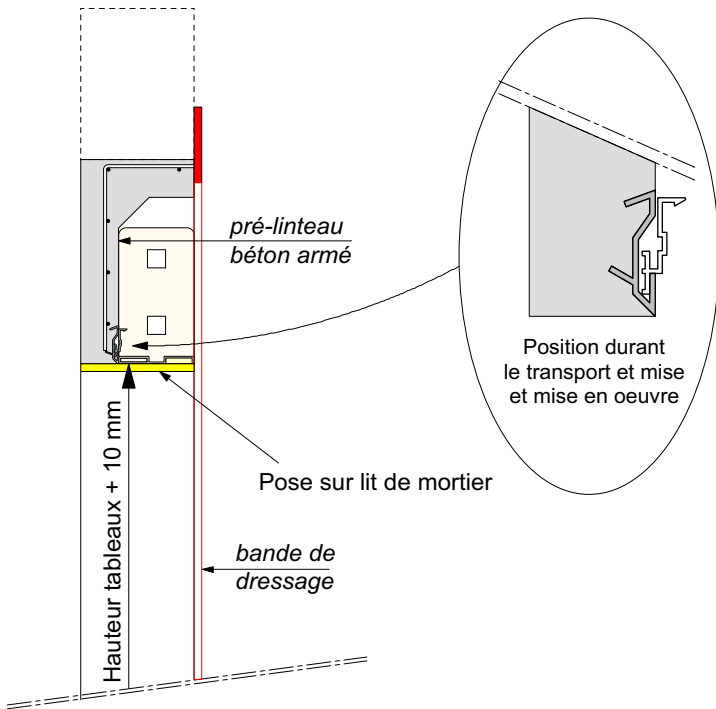 pré-linteau
béton armé
Position durant
le transport et mise
et mise en oeuvre
Pose sur lit de mortier
Hauteur tableaux + 10 mm
bande de
dressage